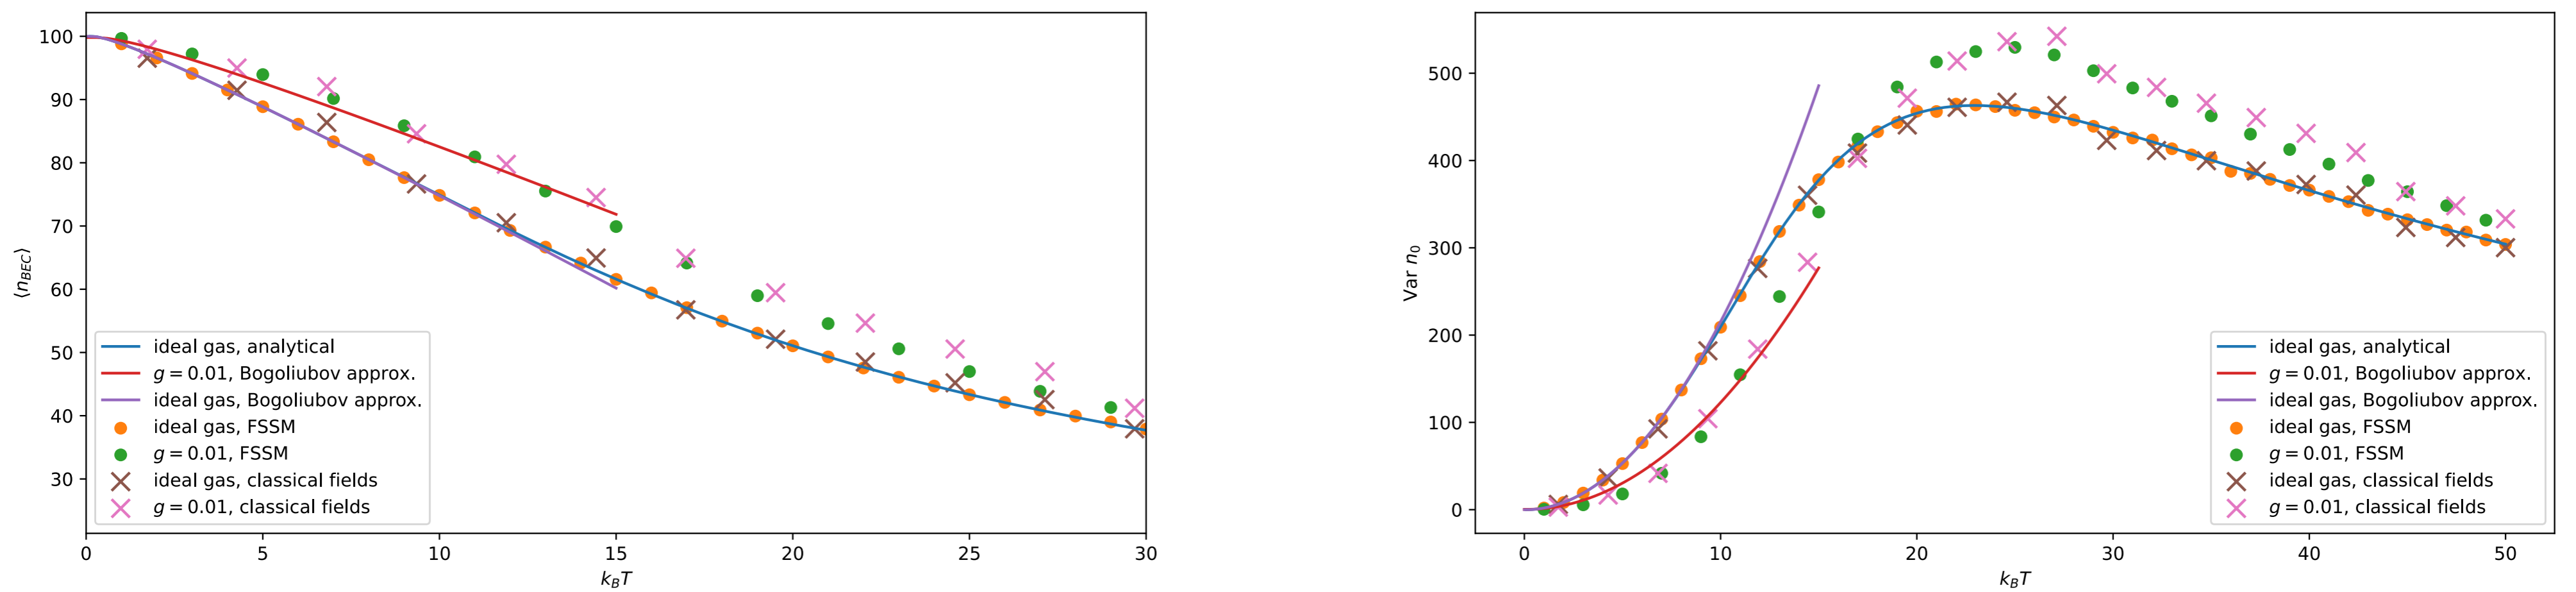 100
90
80
70
60
50
40
30
⟨n_BEC⟩
ideal gas, analytical
g = 0.01, Bogoliubov approx.
ideal gas, Bogoliubov approx.
ideal gas, FSSM
g = 0.01, FSSM
ideal gas, classical fields
g = 0.01, classical fields
0 5 10 15 20 25 30
k_BT
500
400
300
200
100
0
Var n_0
ideal gas, analytical
g = 0.01, Bogoliubov approx.
ideal gas, Bogoliubov approx.
ideal gas, FSSM
g = 0.01, FSSM
ideal gas, classical fields
g = 0.01, classical fields
0 10 20 30 40 50
k_BT